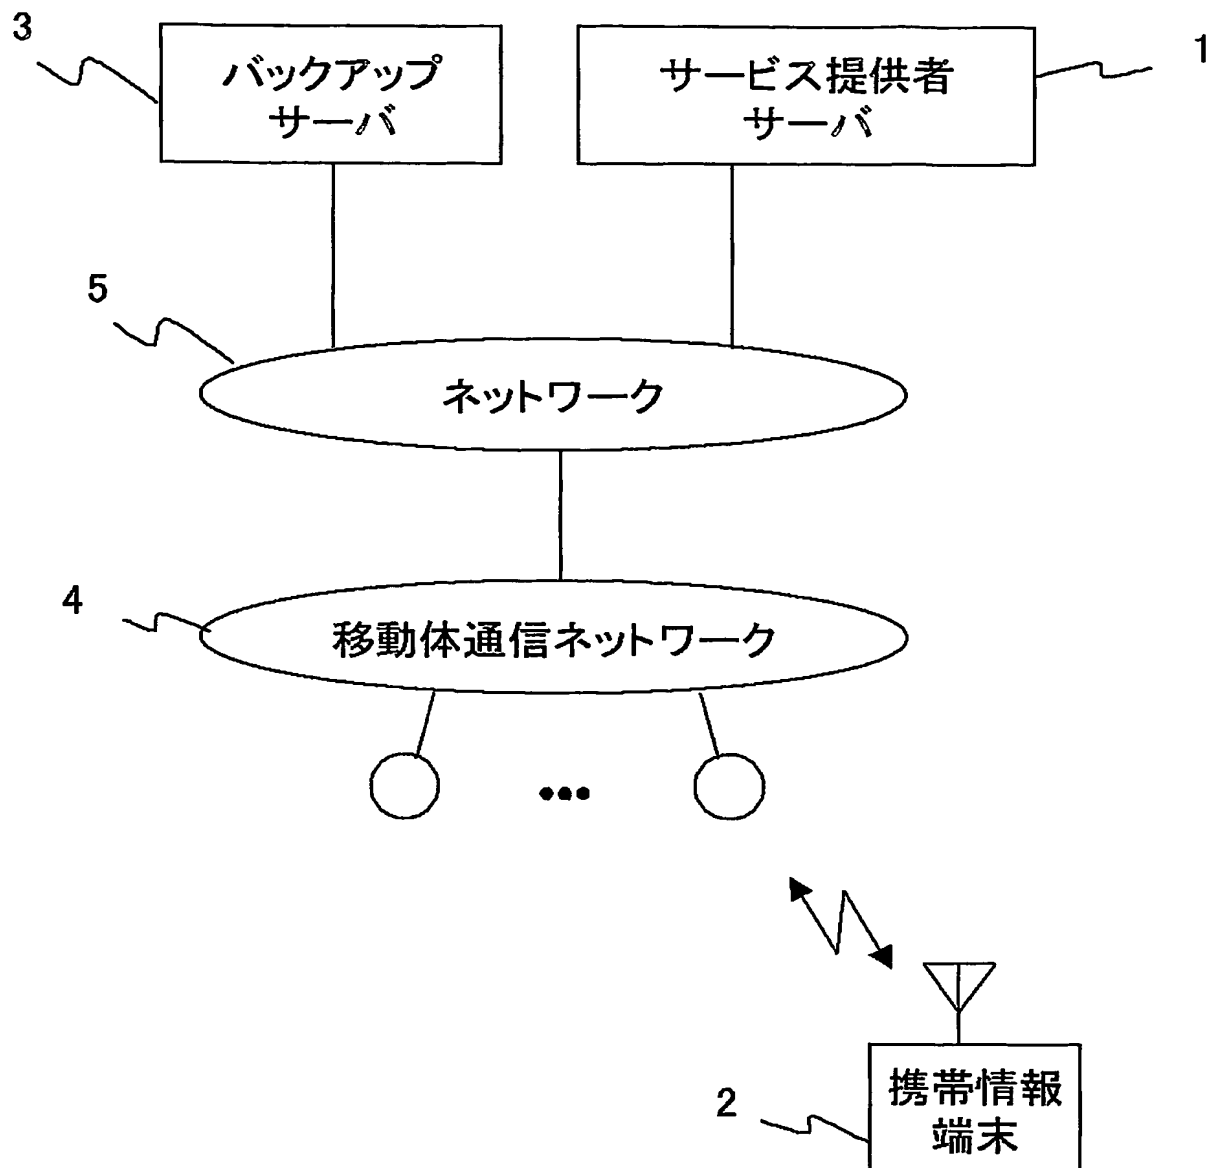 3
バックアップ
サーバ
サービス提供者
サーバ
1
5
ネットワーク
4
移動体通信ネットワーク
•••
2
携帯情報
端末